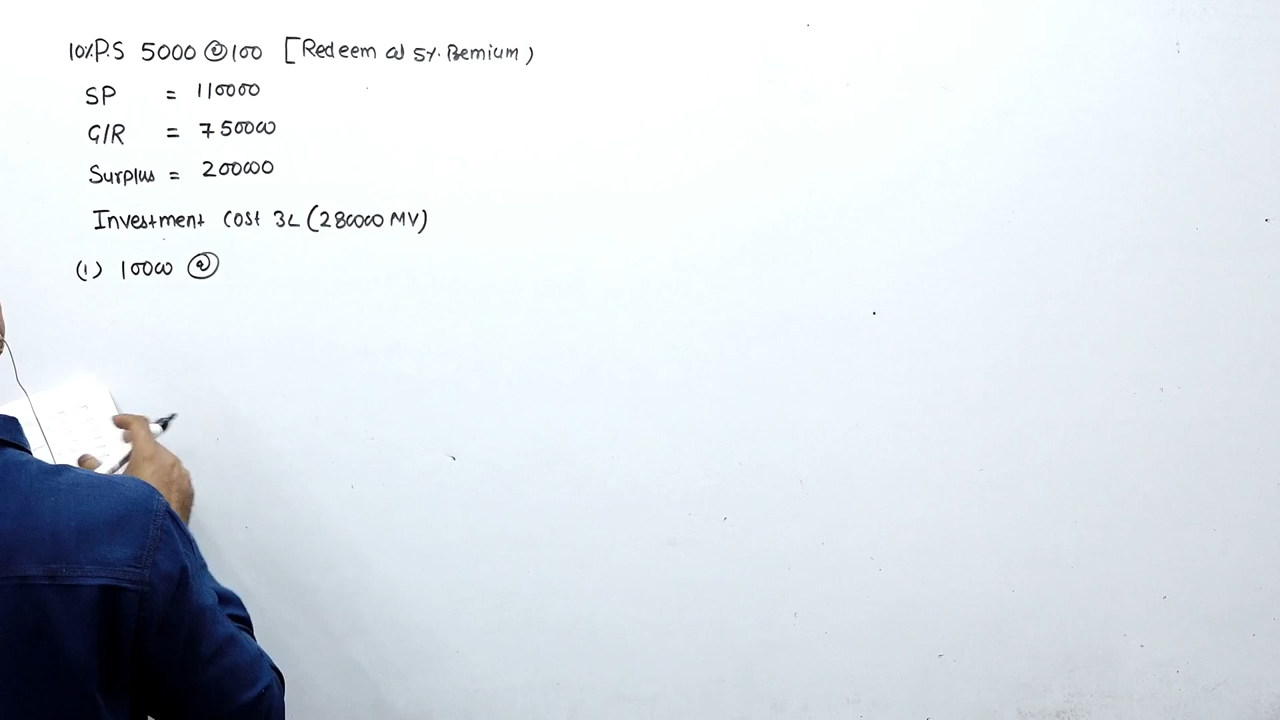 10%P.S 5000 @100 [Redeem @ 5%. Premium)
SP = 110000
G/R = 750000
Surplus = 200000
Investment Cost 3L (280000 MV)
(1) 10000 @